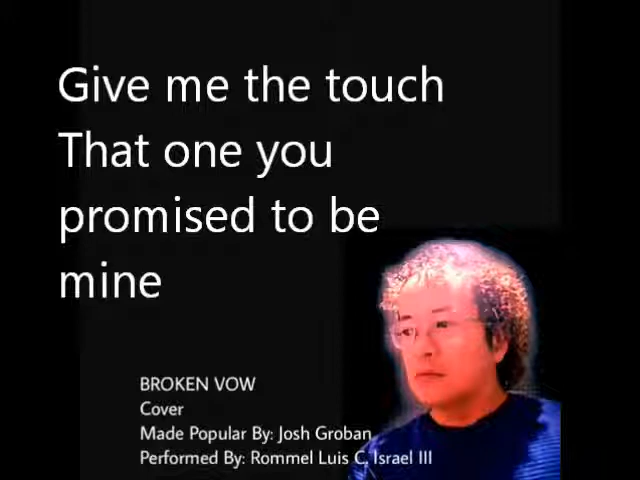 Give me the touch
That one you
promised to be
mine
BROKEN VOW
Cover
Made Popular By: Josh Groban
Performed By: Rommel Luis C. Israel III